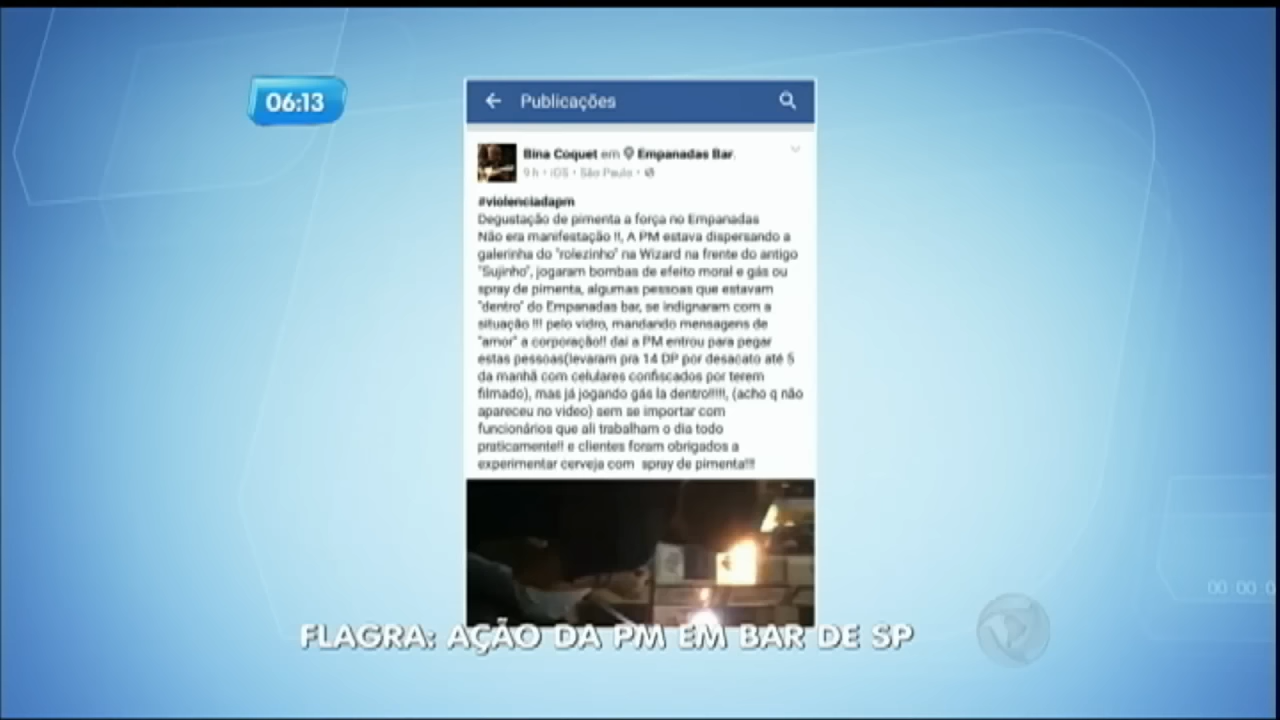 06:13
Publicações
Bina Coquet em Empanadas Bar.
9 h • iOS • São Paulo •
#violenciadapm
Degustação de pimenta a força no Empanadas
Não era manifestação !!, A PM estava dispersando a
galerinha do "rolezinho" na Wizard na frente do antigo
"Sujinho", jogaram bombas de efeito moral e gás ou
spray de pimenta, algumas pessoas que estavam
"dentro" do Empanadas bar, se indignaram com a
situação !!! pelo vidro, mandando mensagens de
"amor" a corporação!! dai a PM entrou para pegar
estas pessoas(levaram pra 14 DP por desacato até 5
da manhã com celulares confiscados por terem
filmado), mas já jogando gás la dentro!!!!!, (acho q não
apareceu no video) sem se importar com
funcionários que ali trabalham o dia todo
praticamente!! e clientes foram obrigados a
experimentar cerveja com spray de pimenta!!!
00:00:0
FLAGRA: AÇÃO DA PM EM BAR DE SP